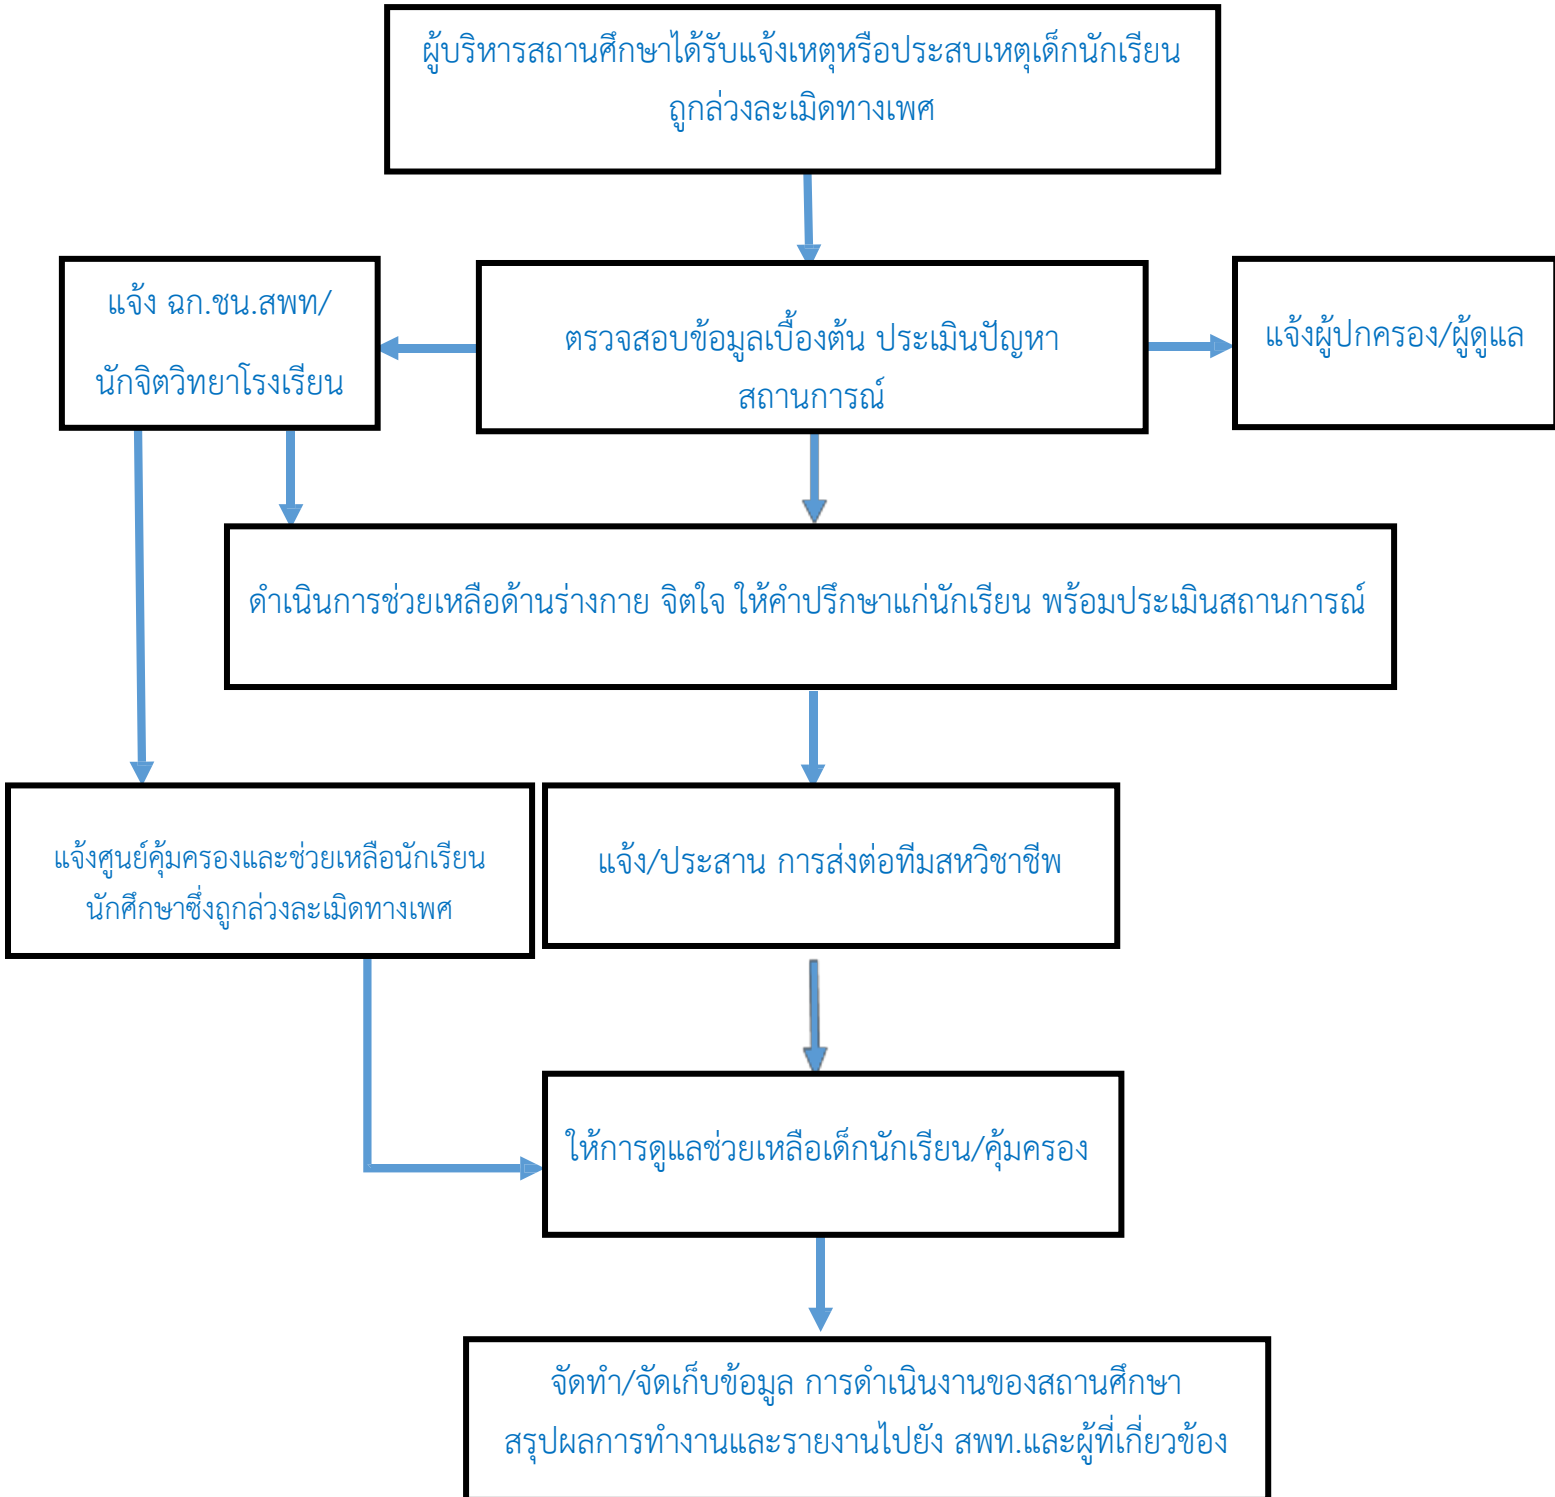 ผู้บริหารสถานศึกษาได้รับแจ้งเหตุหรือประสบเหตุเด็กนักเรียน
ถูกล่วงละเมิดทางเพศ
แจ้ง ฉก.ชน.สพท/
นักจิตวิทยาโรงเรียน
ตรวจสอบข้อมูลเบื้องต้น ประเมินปัญหา
สถานการณ์
แจ้งผู้ปกครอง/ผู้ดูแล
ดำเนินการช่วยเหลือด้านร่างกาย จิตใจ ให้คำปรึกษาแก่นักเรียน พร้อมประเมินสถานการณ์
แจ้งศูนย์คุ้มครองและช่วยเหลือนักเรียน
นักศึกษาซึ่งถูกล่วงละเมิดทางเพศ
แจ้ง/ประสาน การส่งต่อทีมสหวิชาชีพ
ให้การดูแลช่วยเหลือเด็กนักเรียน/คุ้มครอง
จัดทำ/จัดเก็บข้อมูล การดำเนินงานของสถานศึกษา
สรุปผลการทำงานและรายงานไปยัง สพท.และผู้ที่เกี่ยวข้อง